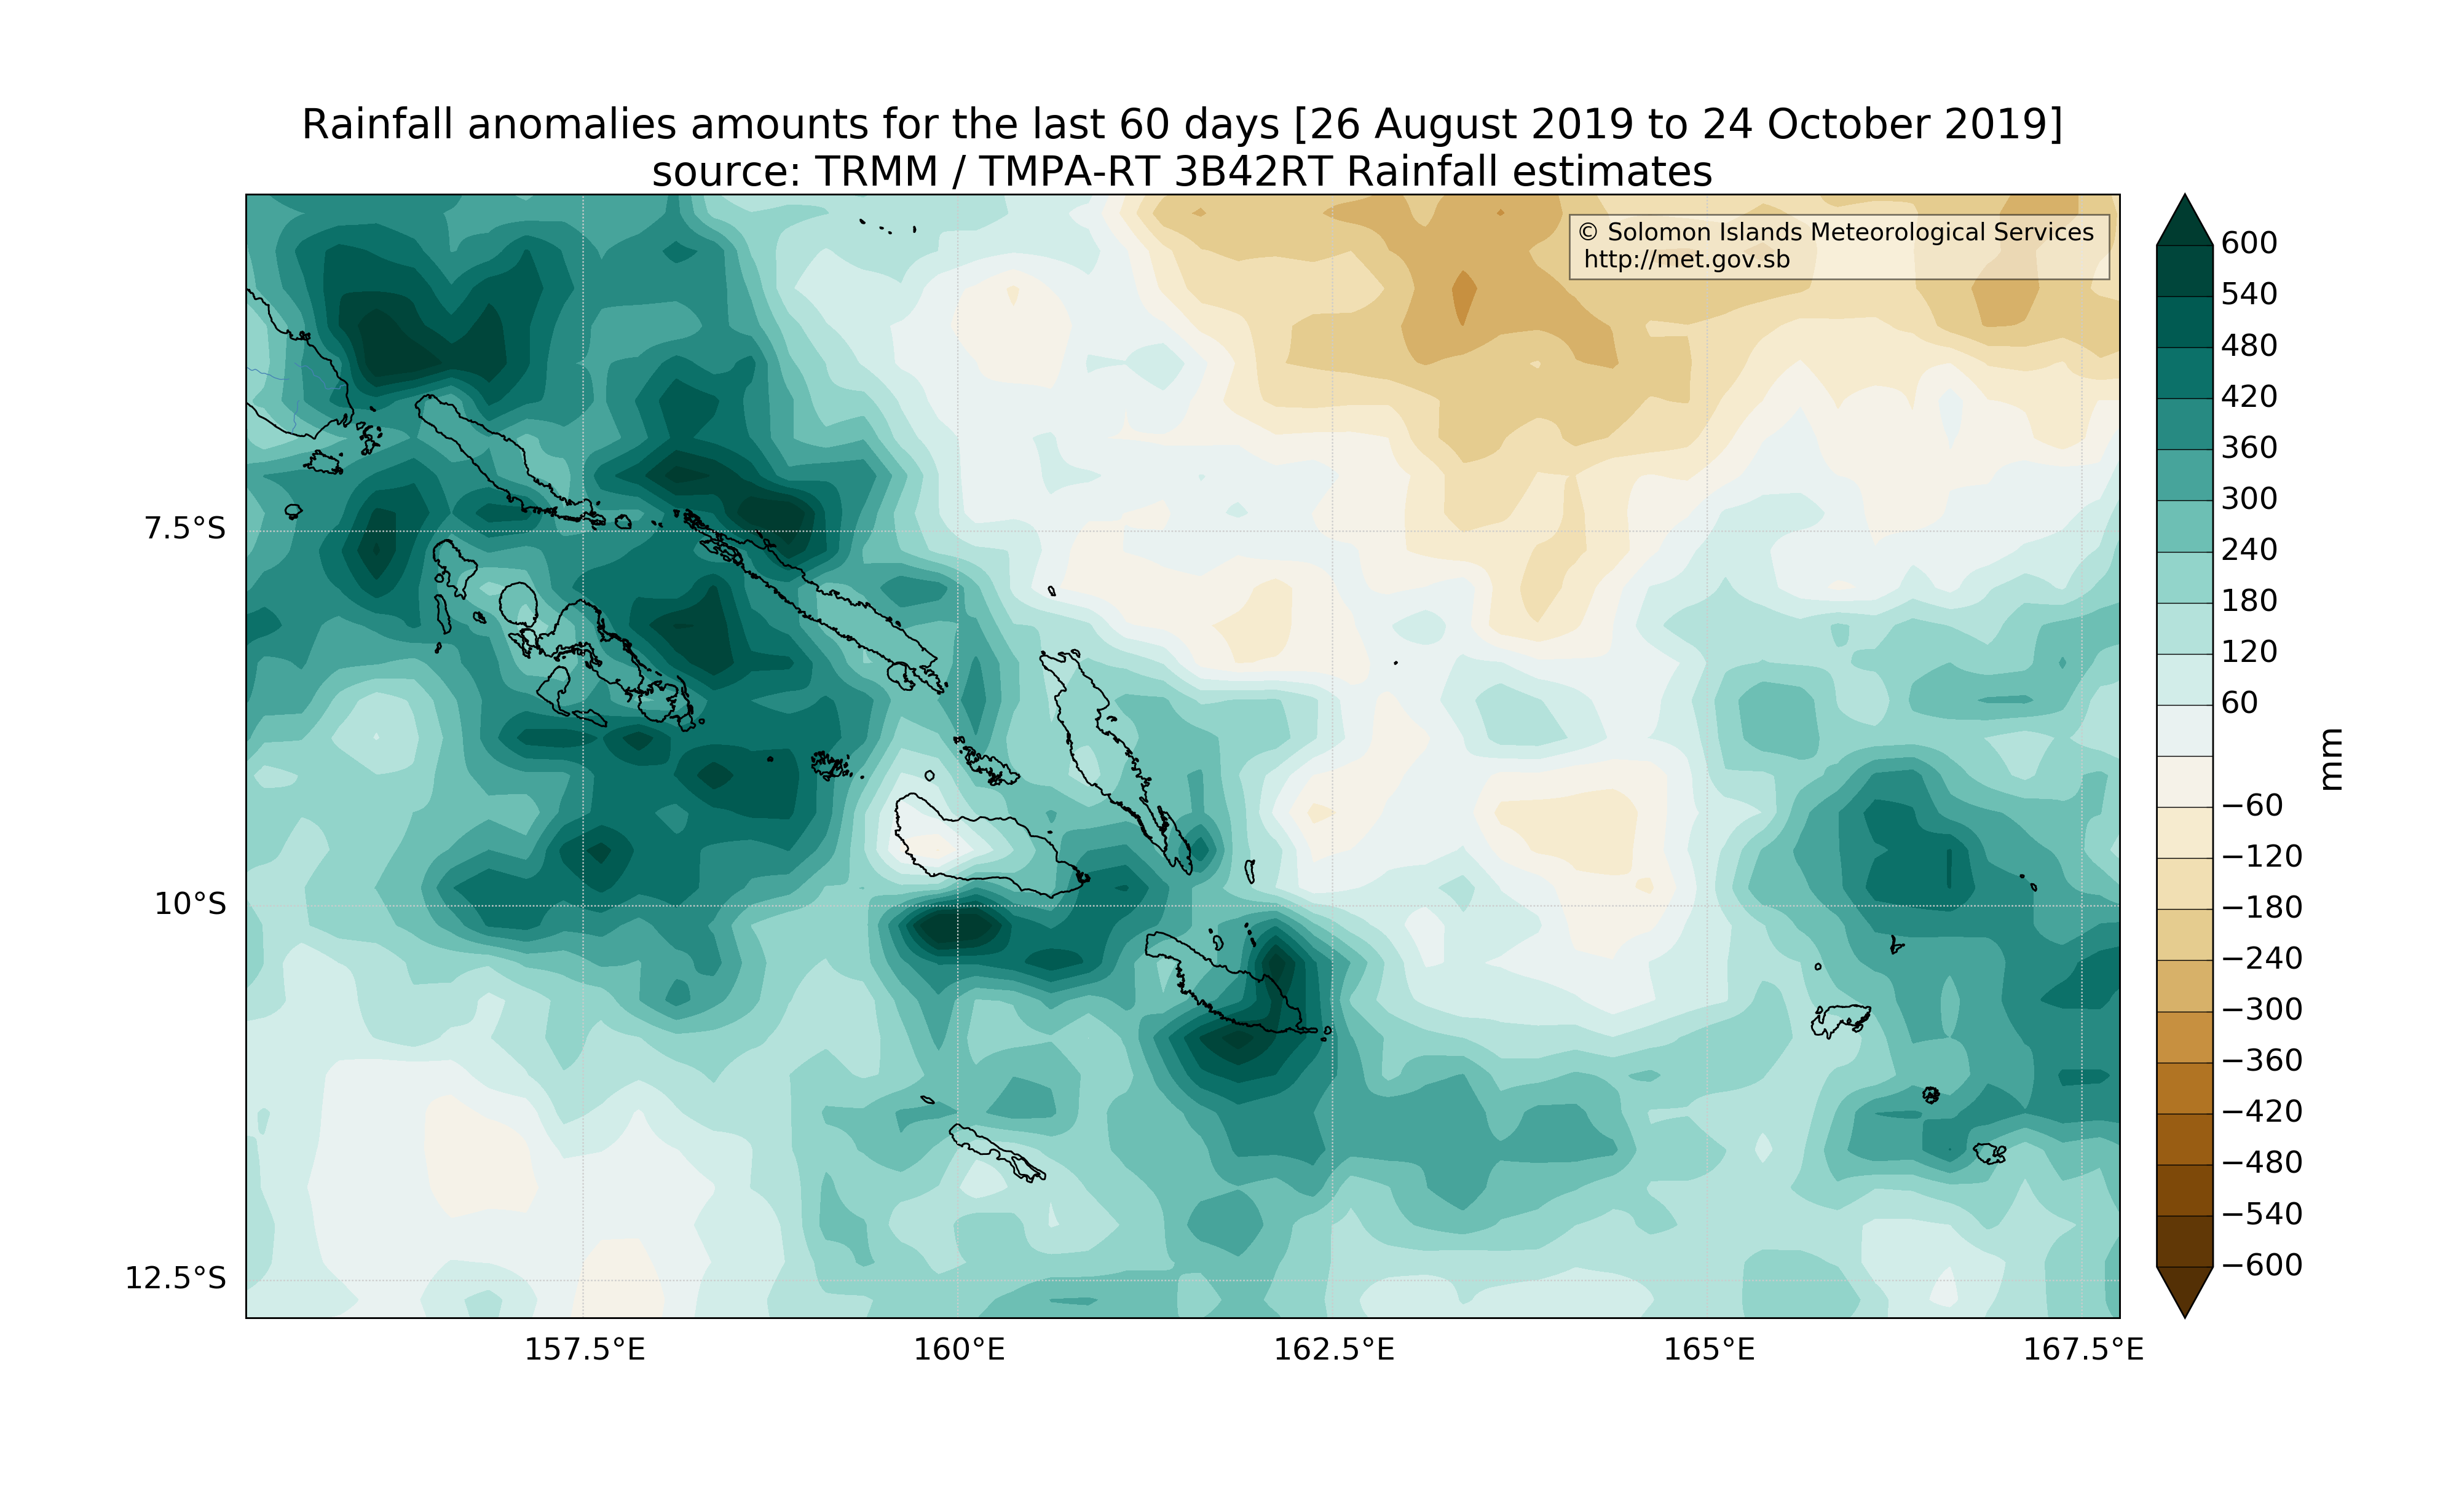 Rainfall anomalies amounts for the last 60 days [26 August 2019 to 24 October 2019]
source: TRMM / TMPA-RT 3B42RT Rainfall estimates
© Solomon Islands Meteorological Services
http://met.gov.sb
7.5°S
10°S
12.5°S
157.5°E
160°E
162.5°E
165°E
167.5°E
600
540
480
420
360
300
240
180
120
60
−60
−120
−180
−240
−300
−360
−420
−480
−540
−600
mm